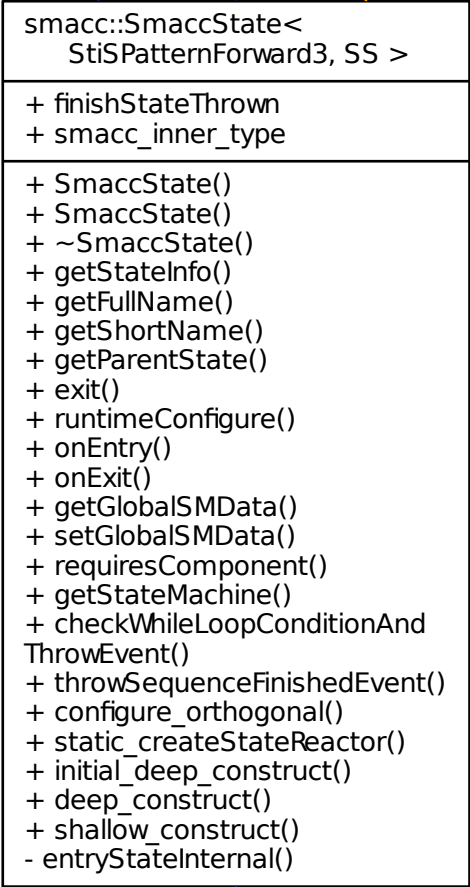 smacc::SmaccState<
StiSPatternForward3, SS >
+ finishStateThrown
+ smacc_inner_type
+ SmaccState()
+ SmaccState()
+ ~SmaccState()
+ getStateInfo()
+ getFullName()
+ getShortName()
+ getParentState()
+ exit()
+ runtimeConfigure()
+ onEntry()
+ onExit()
+ getGlobalSMData()
+ setGlobalSMData()
+ requiresComponent()
+ getStateMachine()
+ checkWhileLoopConditionAnd
ThrowEvent()
+ throwSequenceFinishedEvent()
+ configure_orthogonal()
+ static_createStateReactor()
+ initial_deep_construct()
+ deep_construct()
+ shallow_construct()
- entryStateInternal()